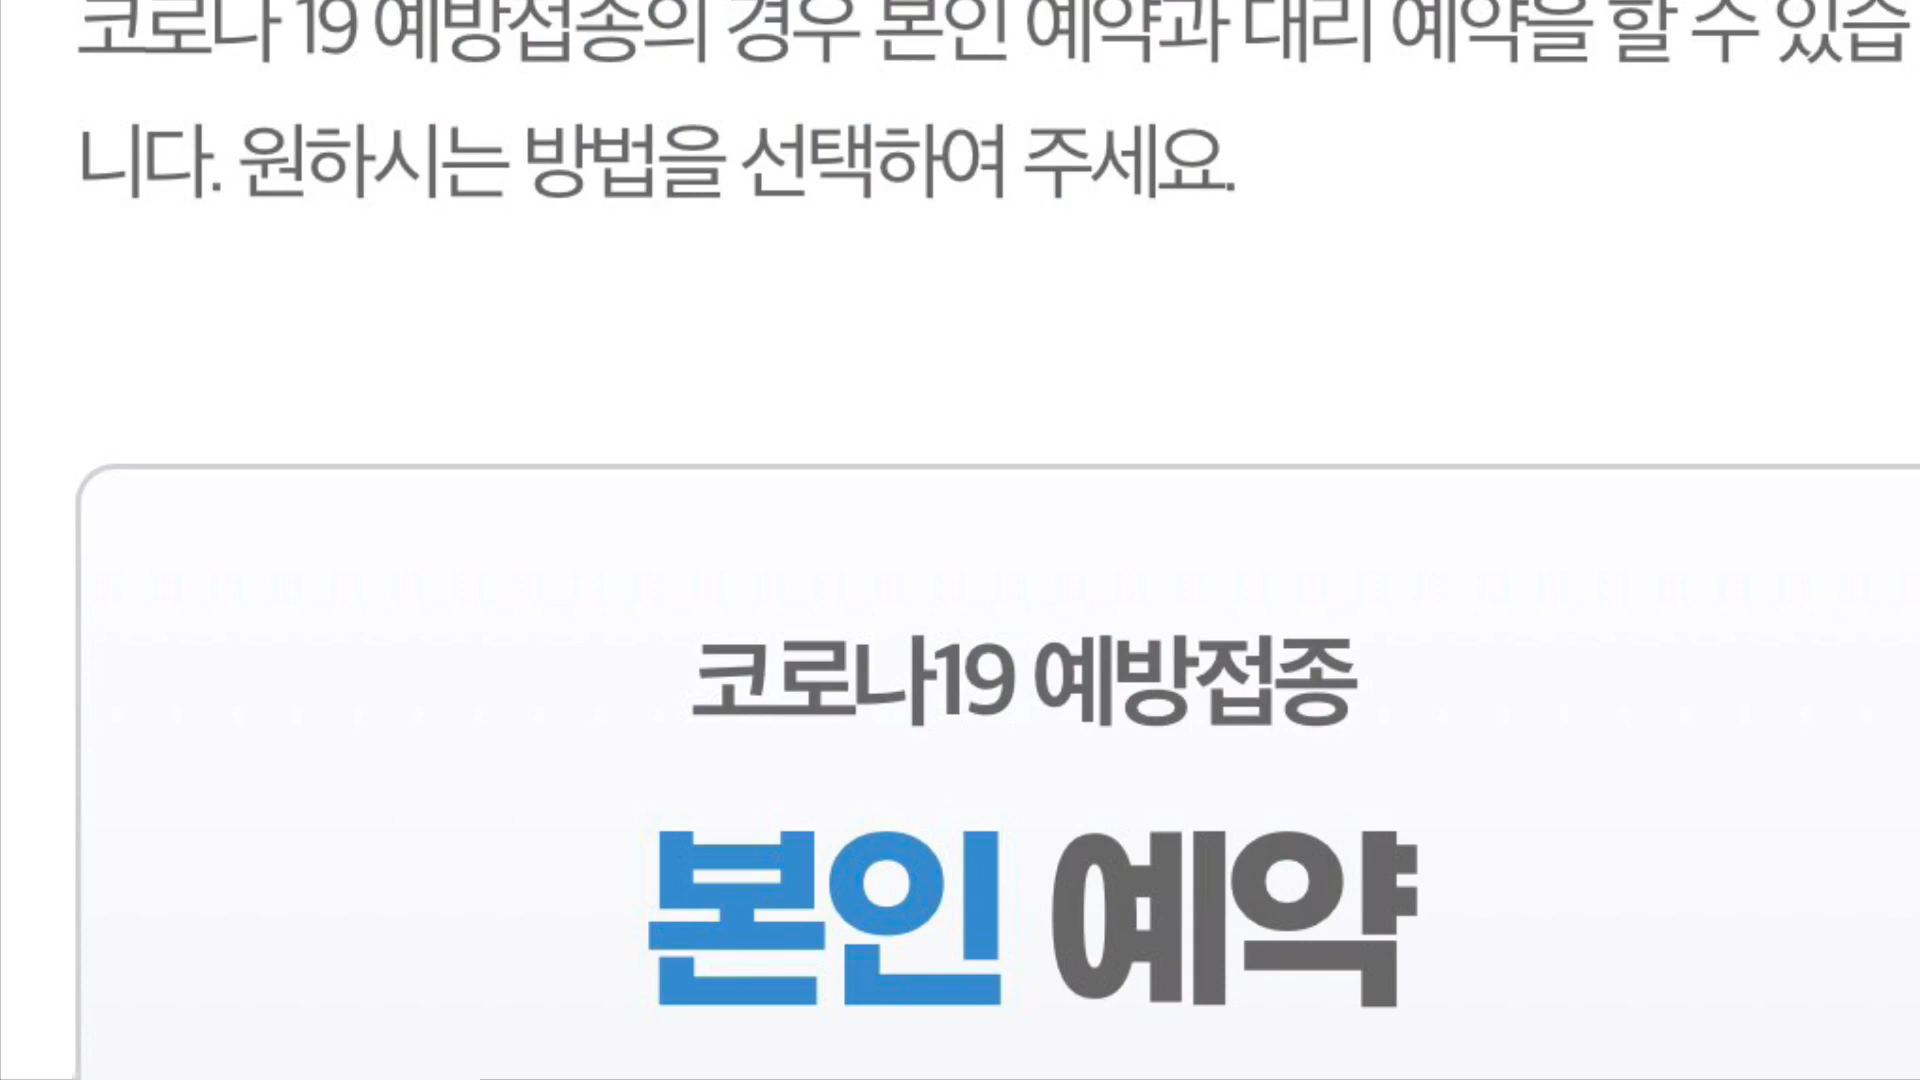 코로나 19 예방접종의 경우 본인 예약과 대리 예약을 할 수 있습
니다. 원하시는 방법을 선택하여 주세요.
코로나19 예방접종
본인 예약